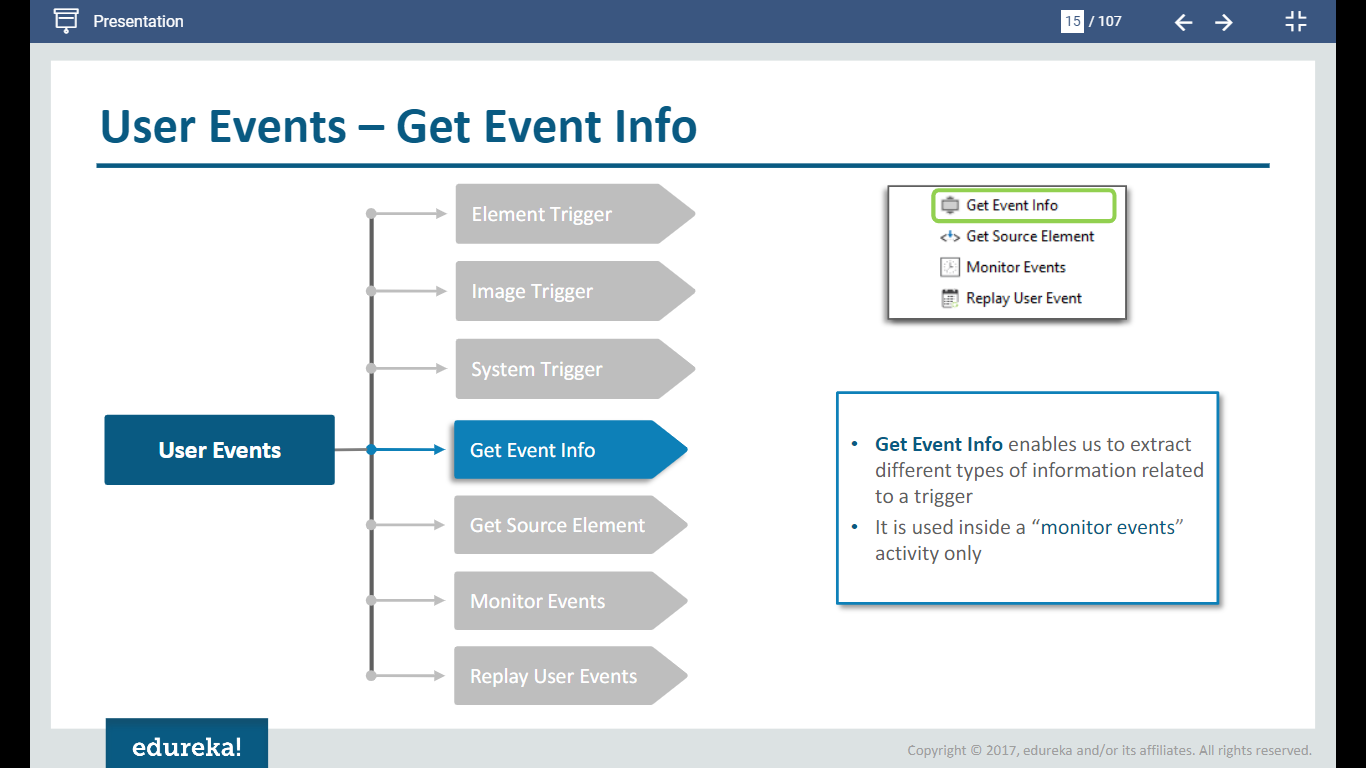 Presentation
15 / 107
User Events – Get Event Info
Element Trigger
Image Trigger
System Trigger
User Events
Get Event Info
Get Source Element
Monitor Events
Replay User Events
Get Event Info
Get Source Element
Monitor Events
Replay User Event
• Get Event Info enables us to extract
different types of information related
to a trigger
• It is used inside a “monitor events”
activity only
edureka!
Copyright © 2017, edureka and/or its affiliates. All rights reserved.